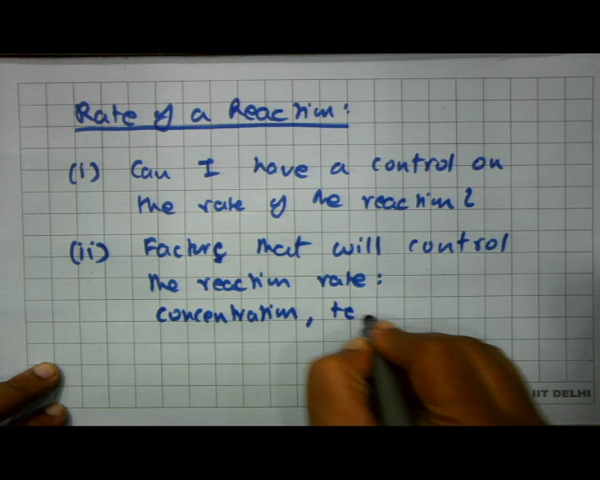 Rate of a Reaction:
(i) Can I have a control on
the rate of the reaction?
(ii) Factors that will control
the reaction rate:
concentration, te
IIT DELHI